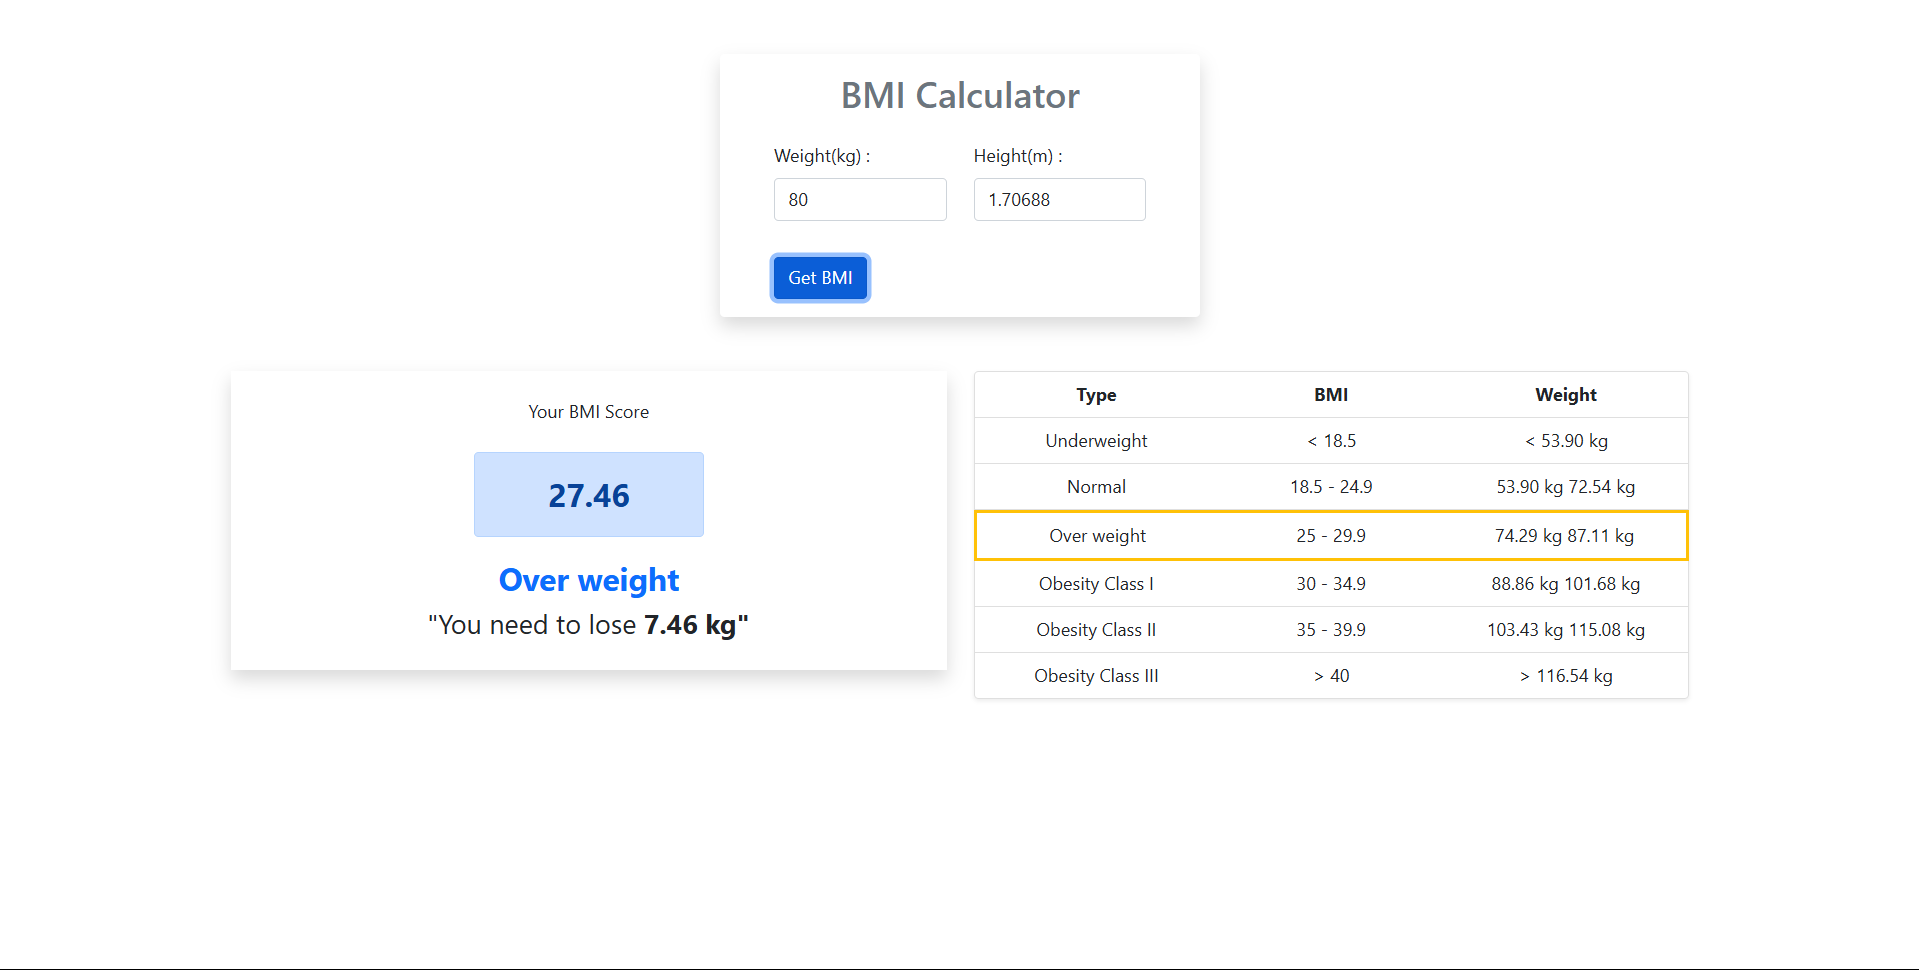 BMI Calculator
Weight(kg) : Height(m) :
80 1.70688
Get BMI
Your BMI Score
27.46
Over weight
"You need to lose 7.46 kg"
Type BMI Weight
Underweight < 18.5 < 53.90 kg
Normal 18.5 - 24.9 53.90 kg 72.54 kg
Over weight 25 - 29.9 74.29 kg 87.11 kg
Obesity Class I 30 - 34.9 88.86 kg 101.68 kg
Obesity Class II 35 - 39.9 103.43 kg 115.08 kg
Obesity Class III > 40 > 116.54 kg